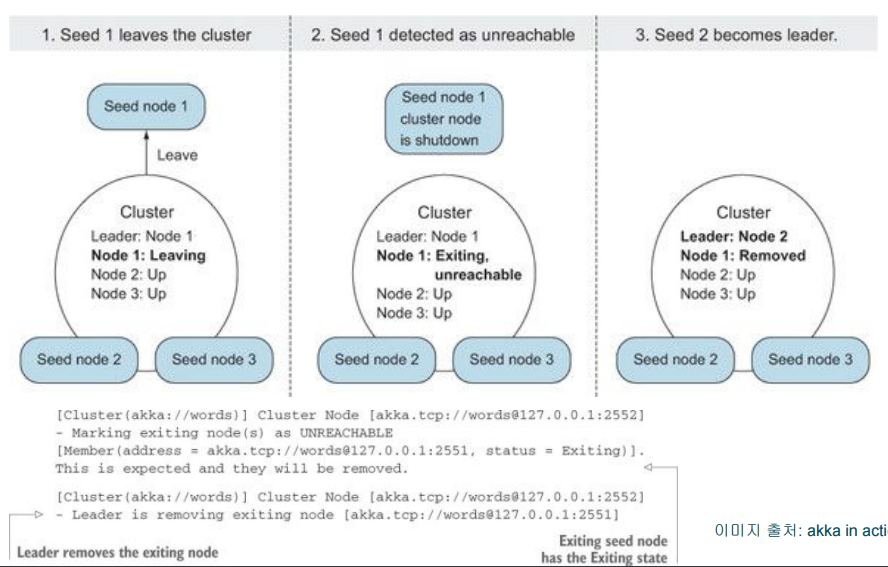 1. Seed 1 leaves the cluster
2. Seed 1 detected as unreachable
3. Seed 2 becomes leader.
Seed node 1
Leave
Cluster
Leader: Node 1
Node 1: Leaving
Node 2: Up
Node 3: Up
Seed node 2
Seed node 3
Seed node 1
cluster node
is shutdown
Cluster
Leader: Node 1
Node 1: Exiting,
unreachable
Node 2: Up
Node 3: Up
Seed node 2
Seed node 3
Cluster
Leader: Node 2
Node 1: Removed
Node 2: Up
Node 3: Up
Seed node 2
Seed node 3
[Cluster(akka://words)] Cluster Node [akka.tcp://words@127.0.0.1:2552]
- Marking exiting node(s) as UNREACHABLE
[Member(address = akka.tcp://words@127.0.0.1:2551, status = Exiting)].
This is expected and they will be removed.
[Cluster(akka://words)] Cluster Node [akka.tcp://words@127.0.0.1:2552]
- Leader is removing exiting node [akka.tcp://words@127.0.0.1:2551]
Leader removes the exiting node
Exiting seed node
has the Exiting state
이미지 출처: akka in acti